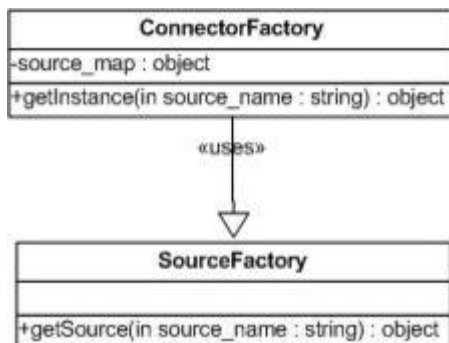 ConnectorFactory
-source_map : object
+getInstance(in source_name : string) : object
«uses»
SourceFactory
+getSource(in source_name : string) : object